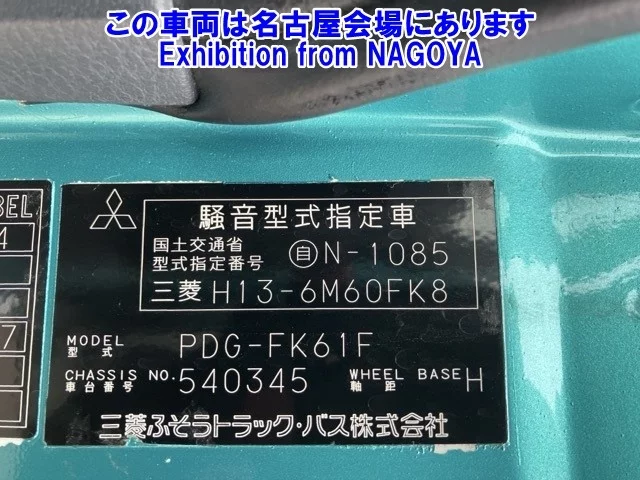 この車両は名古屋会場にあります
Exhibition from NAGOYA
BEL
4
7
騒音型式指定車
国土交通省
型式指定番号 自 N-1085
三菱 H13-6M60FK8
MODEL
型式 PDG-FK61F
CHASSIS NO.
車台番号 540345
WHEEL BASE
軸距 H
三菱ふそうトラック・バス株式会社